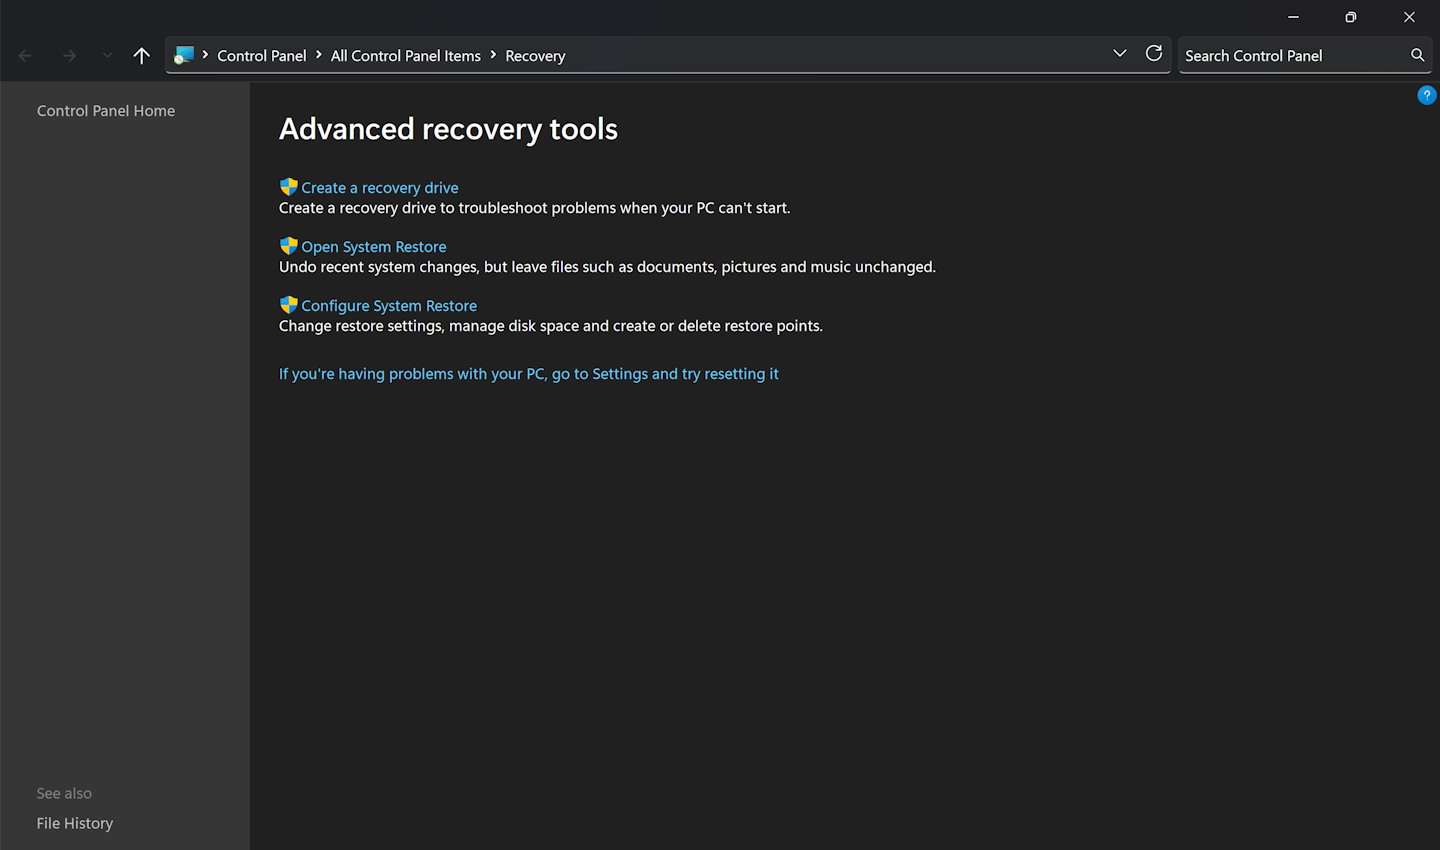 Control Panel All Control Panel Items Recovery
Search Control Panel
Control Panel Home
?
Advanced recovery tools
Create a recovery drive
Create a recovery drive to troubleshoot problems when your PC can't start.
Open System Restore
Undo recent system changes, but leave files such as documents, pictures and music unchanged.
Configure System Restore
Change restore settings, manage disk space and create or delete restore points.
If you're having problems with your PC, go to Settings and try resetting it
See also
File History